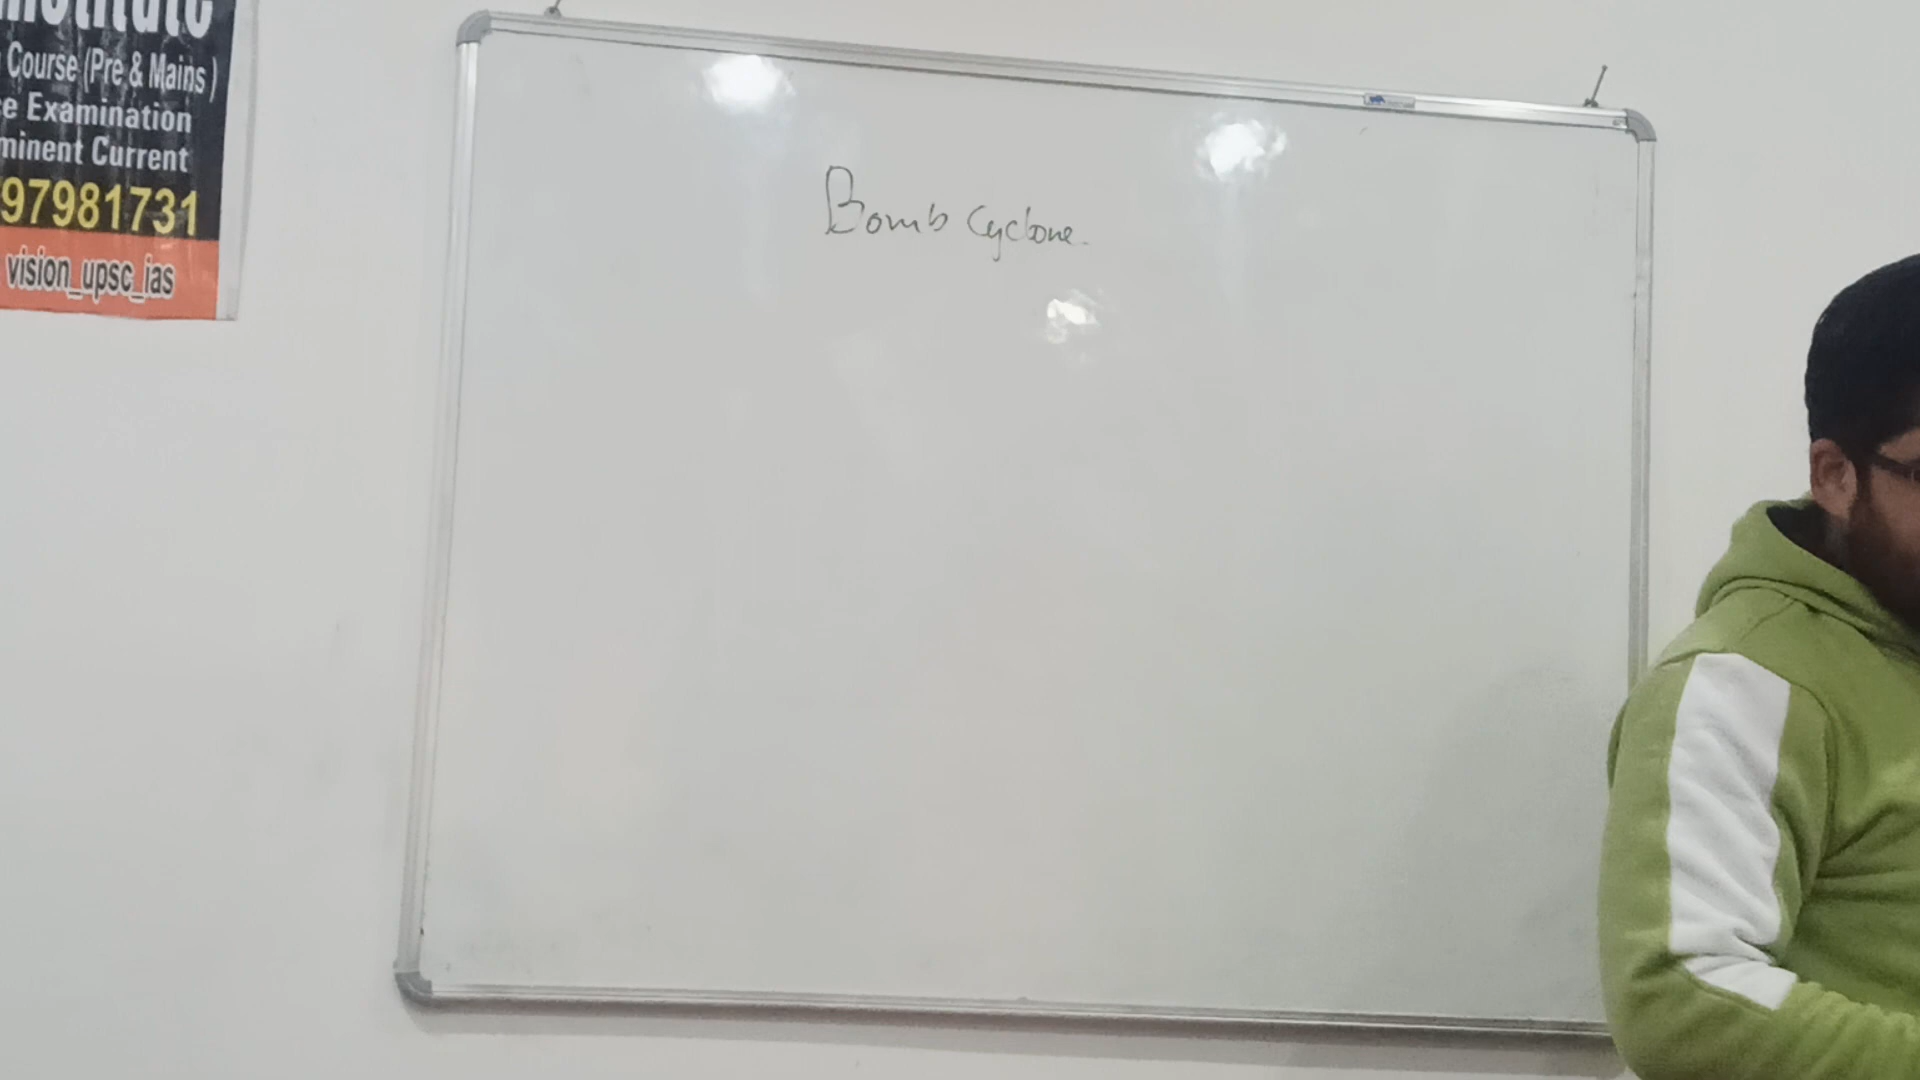 Course (Pre & Mains)
e Examination
minent Current
97981731
vision_upsc_ias
Bomb Cyclone.